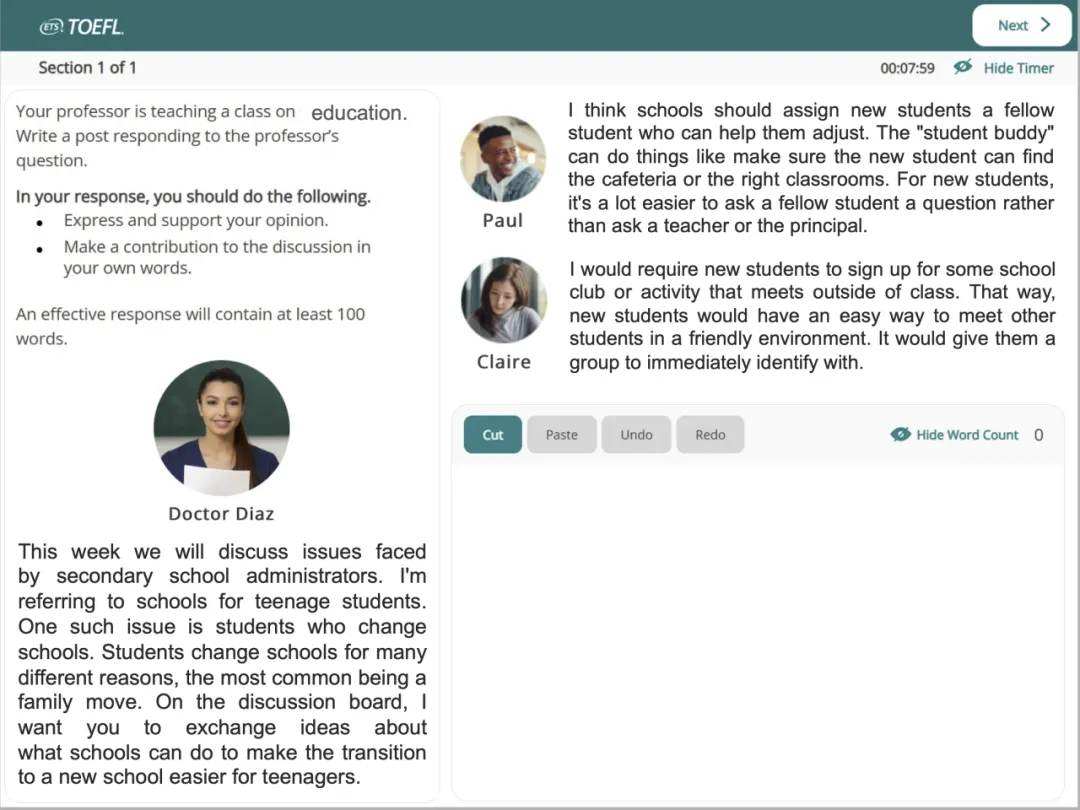 ETS TOEFL.
Next
Section 1 of 1
00:07:59
Hide Timer
Your professor is teaching a class on education.
Write a post responding to the professor's
question.
In your response, you should do the following.
• Express and support your opinion.
• Make a contribution to the discussion in
your own words.
An effective response will contain at least 100
words.
Doctor Diaz
This week we will discuss issues faced
by secondary school administrators. I'm
referring to schools for teenage students.
One such issue is students who change
schools. Students change schools for many
different reasons, the most common being a
family move. On the discussion board, I
want you to exchange ideas about
what schools can do to make the transition
to a new school easier for teenagers.
Paul
I think schools should assign new students a fellow
student who can help them adjust. The "student buddy"
can do things like make sure the new student can find
the cafeteria or the right classrooms. For new students,
it's a lot easier to ask a fellow student a question rather
than ask a teacher or the principal.
Claire
I would require new students to sign up for some school
club or activity that meets outside of class. That way,
new students would have an easy way to meet other
students in a friendly environment. It would give them a
group to immediately identify with.
Cut
Paste
Undo
Redo
Hide Word Count
0